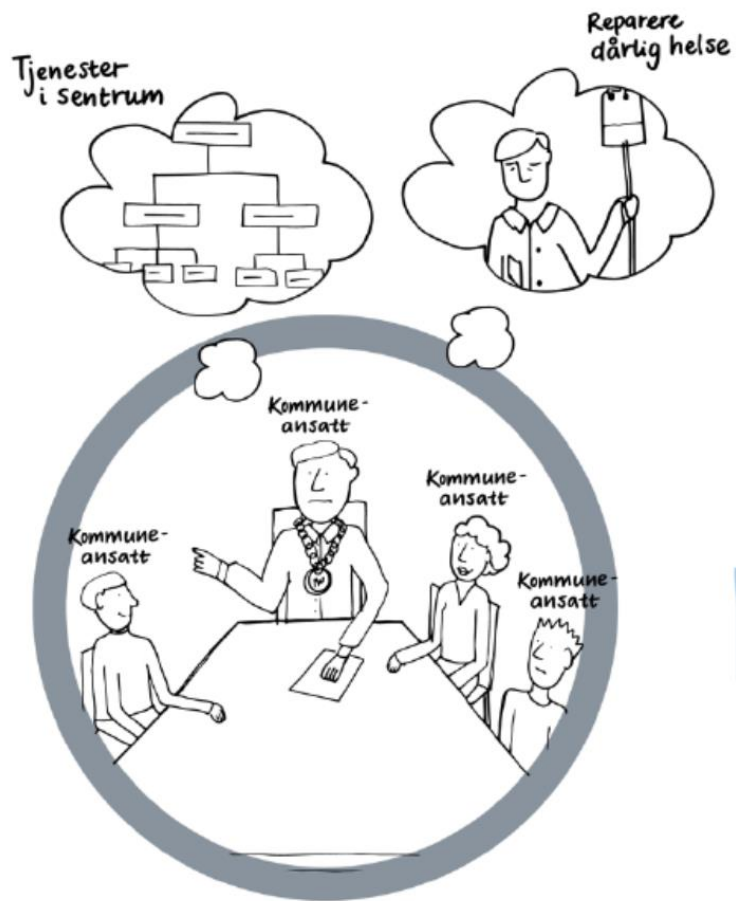 Tjenester
i sentrum
Reparere
dårlig helse
Kommune-
ansatt
Kommune-
ansatt
Kommune-
ansatt
Kommune-
ansatt